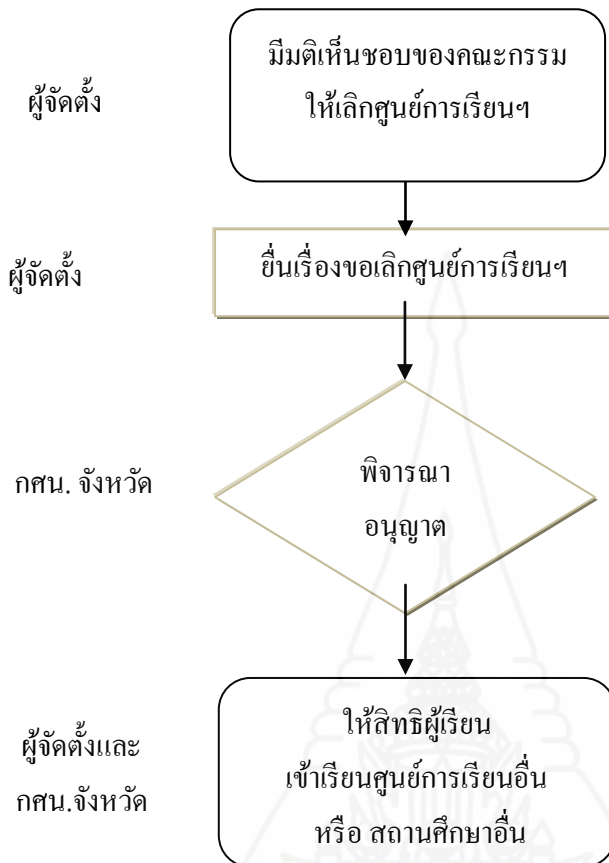 ผู้จัดตั้ง
มีมติเห็นชอบของคณะกรรม
ให้เลิกศูนย์การเรียนฯ
ผู้จัดตั้ง
ยื่นเรื่องขอเลิกศูนย์การเรียนฯ
กศน. จังหวัด
พิจารณา
อนุญาต
ผู้จัดตั้งและ
กศน.จังหวัด
ให้สิทธิผู้เรียน
เข้าเรียนศูนย์การเรียนอื่น
หรือ สถานศึกษาอื่น